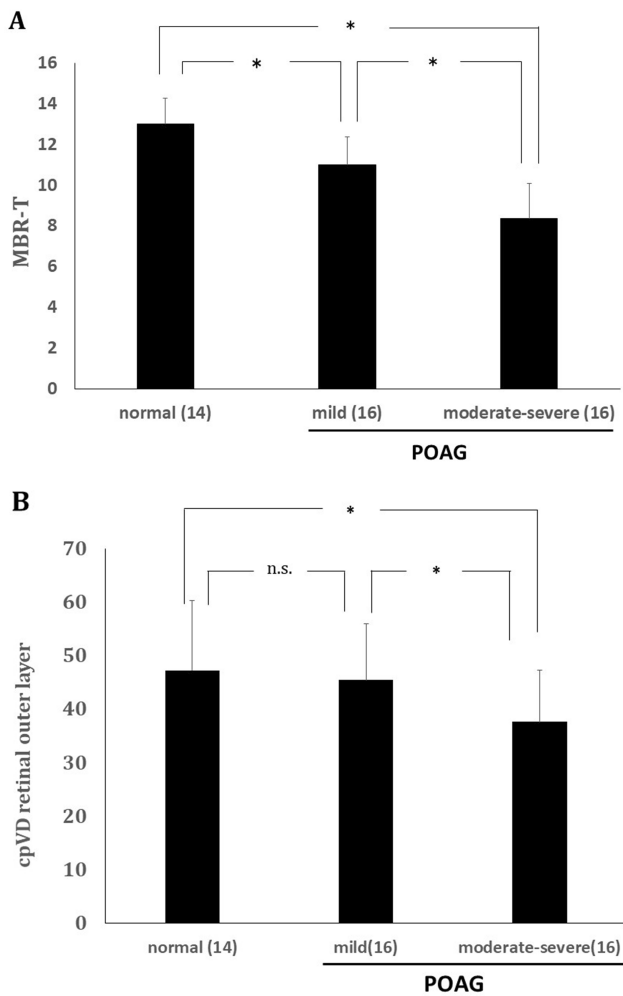 A
*
16
*
*
14
12
10
8
6
4
2
0
MBR-T
normal (14)
mild (16)
moderate-severe (16)
POAG
B
*
70
n.s.
*
60
50
40
30
20
10
0
cpVD retinal outer layer
normal (14)
mild(16)
moderate-severe(16)
POAG